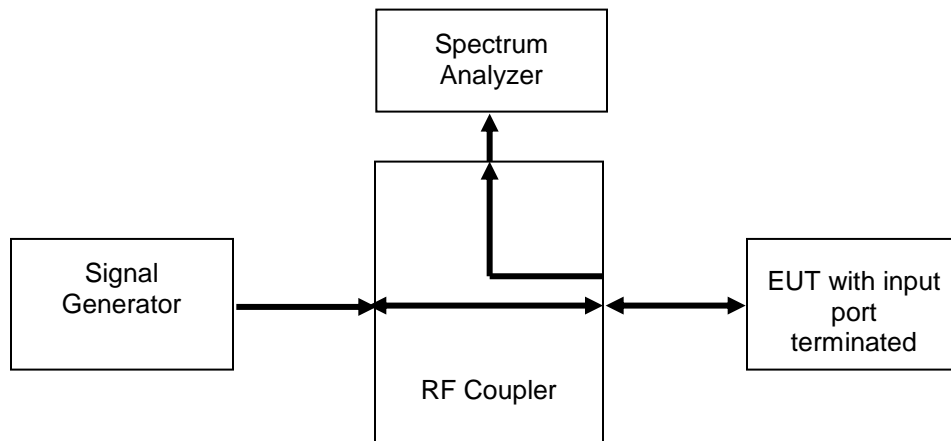 Spectrum
Analyzer
Signal
Generator
EUT with input
port
terminated
RF Coupler